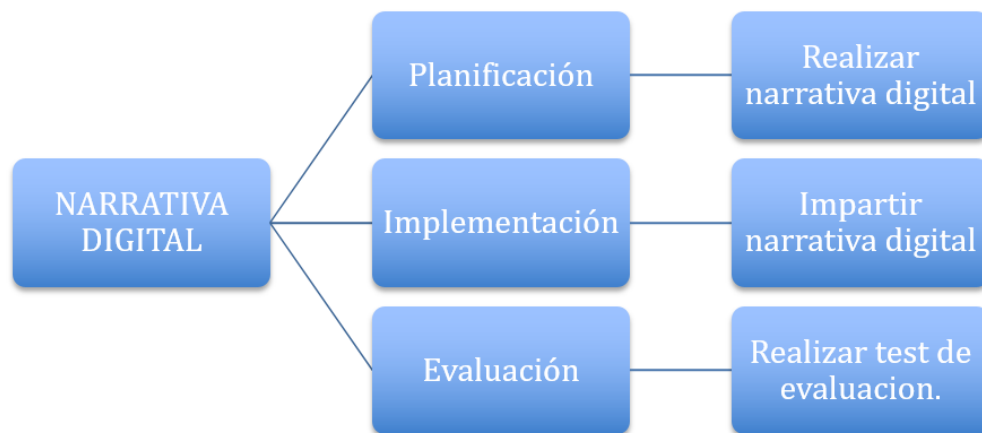 NARRATIVA
DIGITAL
Planificación
Realizar
narrativa digital
Implementación
Impartir
narrativa digital
Evaluación
Realizar test de
evaluacion.